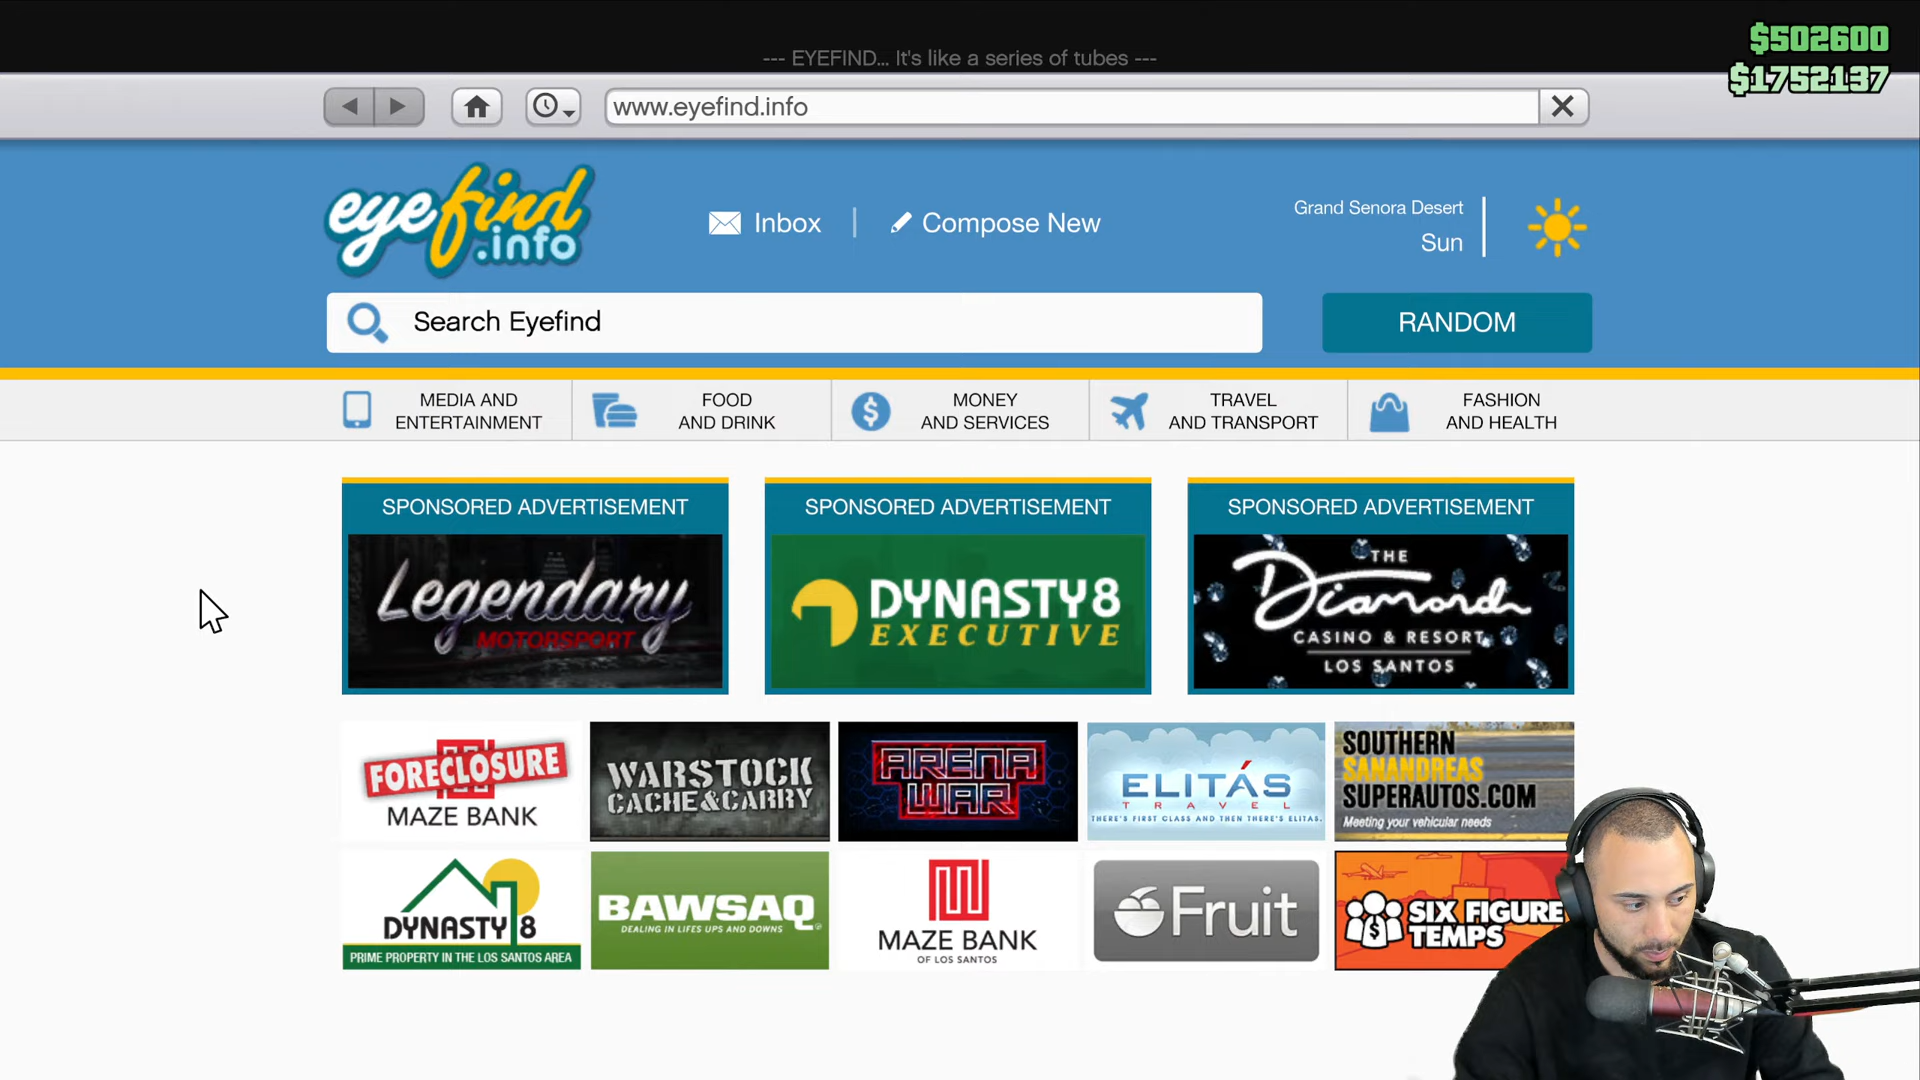 --- EYEFIND... It's like a series of tubes ---
$502600
$1752137
www.eyefind.info
eyefind
.info
Inbox
Compose New
Grand Senora Desert
Sun
Search Eyefind
RANDOM
MEDIA AND
ENTERTAINMENT
FOOD
AND DRINK
MONEY
AND SERVICES
TRAVEL
AND TRANSPORT
FASHION
AND HEALTH
SPONSORED ADVERTISEMENT
Legendary
MOTORSPORT
SPONSORED ADVERTISEMENT
DYNASTY8
EXECUTIVE
SPONSORED ADVERTISEMENT
THE
Diamond
CASINO & RESORT
LOS SANTOS
FORECLOSURE
MAZE BANK
WARSTOCK
CACHE&CARRY
ARENA
WAR
ELITÁS
TRAVEL
THERE'S FIRST CLASS AND THEN THERE'S ELITAS.
SOUTHERN
SANANDREAS
SUPERAUTOS.COM
Meeting your vehicular needs
DYNASTY 8
PRIME PROPERTY IN THE LOS SANTOS AREA
BAWSAQ
DEALING IN LIFES UPS AND DOWNS
MAZE BANK
OF LOS SANTOS
Fruit
SIX FIGURE
TEMPS